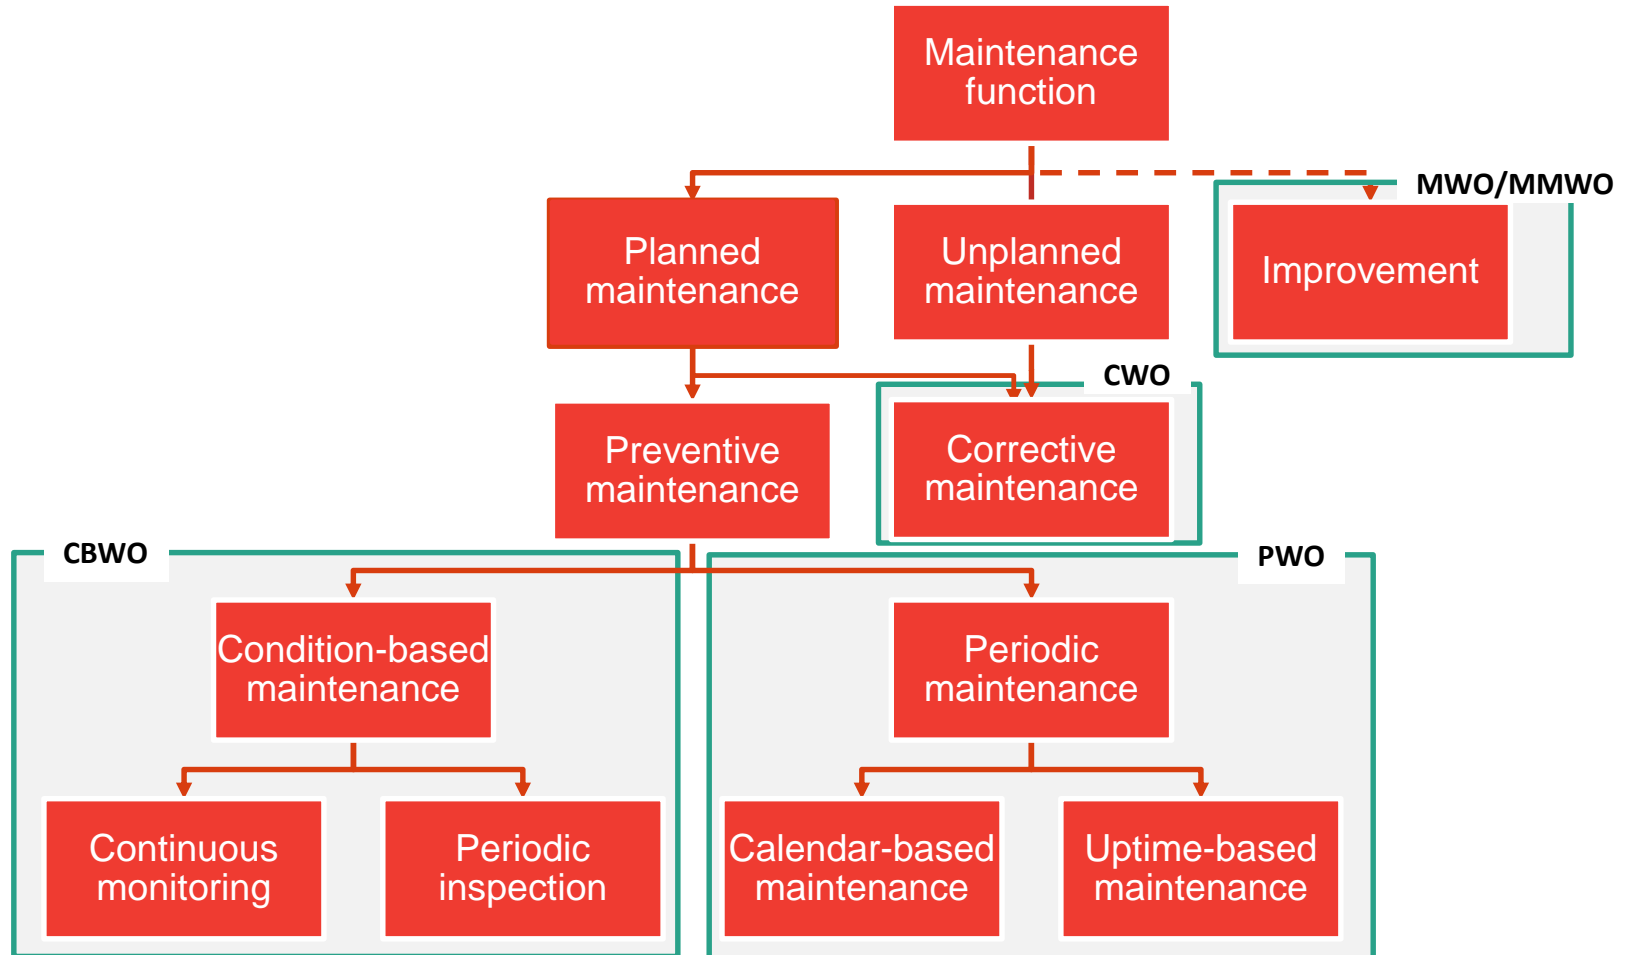 Maintenance
function
MWO/MMWO
Planned
maintenance
Unplanned
maintenance
Improvement
CWO
Preventive
maintenance
Corrective
maintenance
CBWO
PWO
Condition-based
maintenance
Periodic
maintenance
Continuous
monitoring
Periodic
inspection
Calendar-based
maintenance
Uptime-based
maintenance